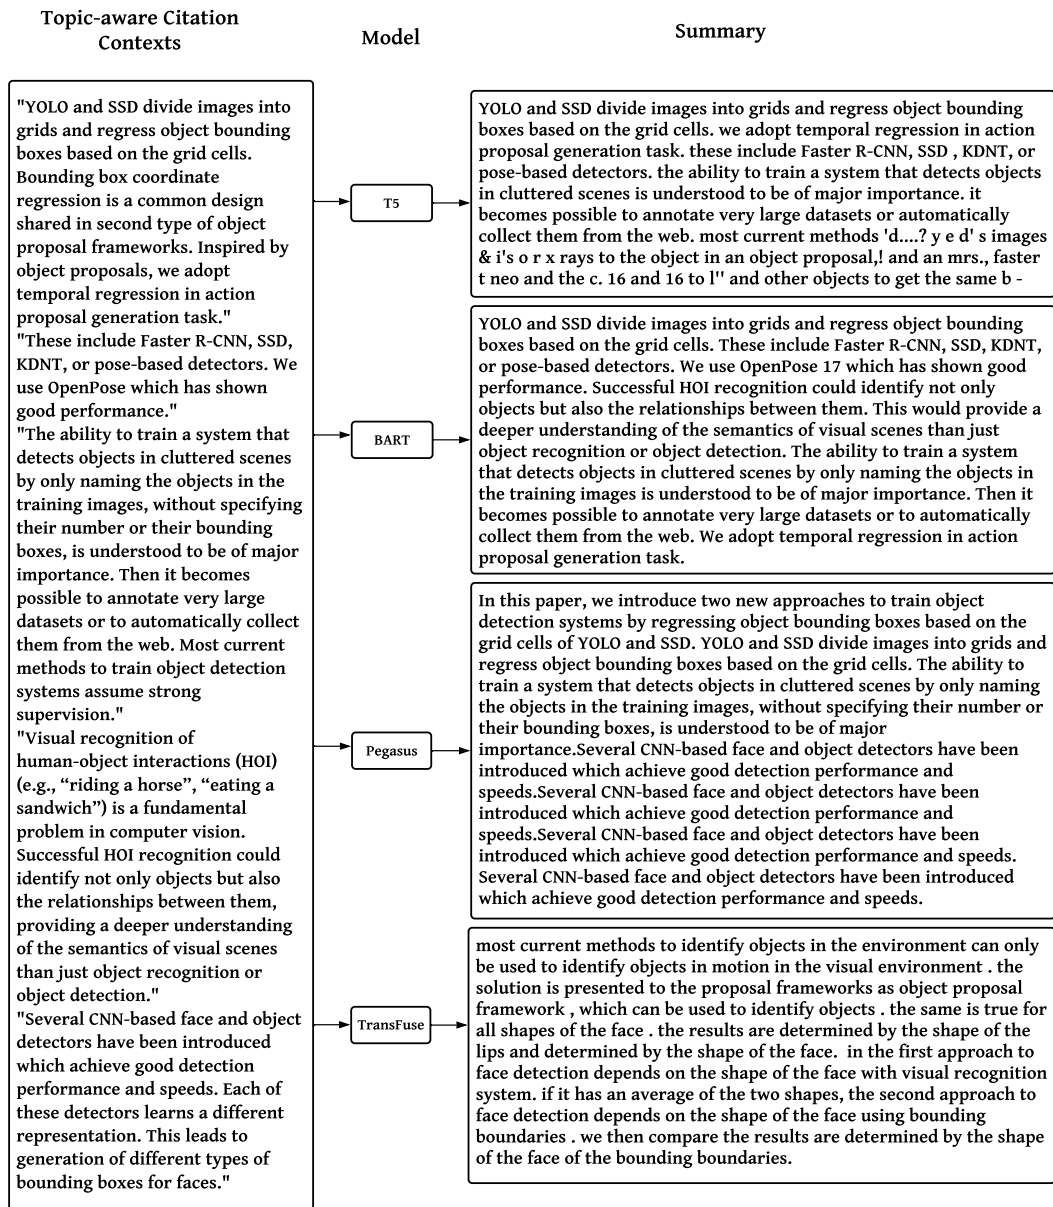 Topic-aware Citation
Contexts
Model
Summary
"YOLO and SSD divide images into
grids and regress object bounding
boxes based on the grid cells.
Bounding box coordinate
regression is a common design
shared in second type of object
proposal frameworks. Inspired by
object proposals, we adopt
temporal regression in action
proposal generation task."
"These include Faster R-CNN, SSD,
KDNT, or pose-based detectors. We
use OpenPose which has shown
good performance."
"The ability to train a system that
detects objects in cluttered scenes
by only naming the objects in the
training images, without specifying
their number or their bounding
boxes, is understood to be of major
importance. Then it becomes
possible to annotate very large
datasets or to automatically collect
them from the web. Most current
methods to train object detection
systems assume strong
supervision."
"Visual recognition of
human-object interactions (HOI)
(e.g., “riding a horse”, “eating a
sandwich”) is a fundamental
problem in computer vision.
Successful HOI recognition could
identify not only objects but also
the relationships between them,
providing a deeper understanding
of the semantics of visual scenes
than just object recognition or
object detection."
"Several CNN-based face and object
detectors have been introduced
which achieve good detection
performance and speeds. Each of
these detectors learns a different
representation. This leads to
generation of different types of
bounding boxes for faces."
T5
YOLO and SSD divide images into grids and regress object bounding
boxes based on the grid cells. we adopt temporal regression in action
proposal generation task. these include Faster R-CNN, SSD , KDNT, or
pose-based detectors. the ability to train a system that detects objects
in cluttered scenes is understood to be of major importance. it
becomes possible to annotate very large datasets or automatically
collect them from the web. most current methods 'd....? y e d' s images
& i's o r x rays to the object in an object proposal,! and an mrs., faster
t neo and the c. 16 and 16 to l'' and other objects to get the same b -
BART
YOLO and SSD divide images into grids and regress object bounding
boxes based on the grid cells. These include Faster R-CNN, SSD, KDNT,
or pose-based detectors. We use OpenPose 17 which has shown good
performance. Successful HOI recognition could identify not only
objects but also the relationships between them. This would provide a
deeper understanding of the semantics of visual scenes than just
object recognition or object detection. The ability to train a system
that detects objects in cluttered scenes by only naming the objects in
the training images is understood to be of major importance. Then it
becomes possible to annotate very large datasets or to automatically
collect them from the web. We adopt temporal regression in action
proposal generation task.
Pegasus
In this paper, we introduce two new approaches to train object
detection systems by regressing object bounding boxes based on the
grid cells of YOLO and SSD. YOLO and SSD divide images into grids and
regress object bounding boxes based on the grid cells. The ability to
train a system that detects objects in cluttered scenes by only naming
the objects in the training images, without specifying their number or
their bounding boxes, is understood to be of major
importance.Several CNN-based face and object detectors have been
introduced which achieve good detection performance and
speeds.Several CNN-based face and object detectors have been
introduced which achieve good detection performance and
speeds.Several CNN-based face and object detectors have been
introduced which achieve good detection performance and speeds.
Several CNN-based face and object detectors have been introduced
which achieve good detection performance and speeds.
TransFuse
most current methods to identify objects in the environment can only
be used to identify objects in motion in the visual environment . the
solution is presented to the proposal frameworks as object proposal
framework , which can be used to identify objects . the same is true for
all shapes of the face . the results are determined by the shape of the
lips and determined by the shape of the face. in the first approach to
face detection depends on the shape of the face with visual recognition
system. if it has an average of the two shapes, the second approach to
face detection depends on the shape of the face using bounding
boundaries . we then compare the results are determined by the shape
of the face of the bounding boundaries.